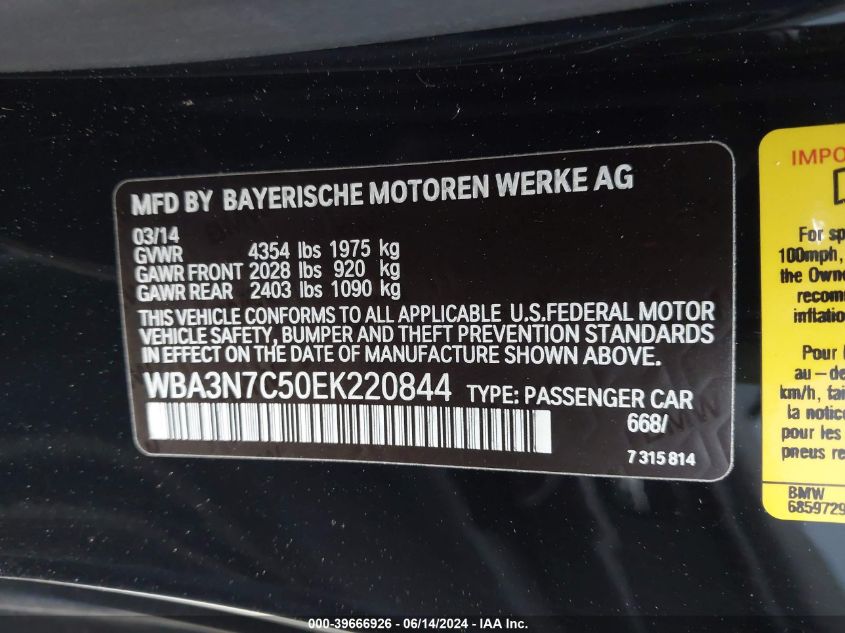 MFD BY BAYERISCHE MOTOREN WERKE AG
03/14
GVWR 4354 lbs 1975 kg
GAWR FRONT 2028 lbs 920 kg
GAWR REAR 2403 lbs 1090 kg
THIS VEHICLE CONFORMS TO ALL APPLICABLE U.S.FEDERAL MOTOR
VEHICLE SAFETY, BUMPER AND THEFT PREVENTION STANDARDS
IN EFFECT ON THE DATE OF MANUFACTURE SHOWN ABOVE.
WBA3N7C50EK220844 TYPE: PASSENGER CAR
668/
7 315 814
IMPO
For sp
100mph,
the Owne
recom
inflatio
Pour
au-de
km/h, fai
la notice
pour les
pneus re
BMW
6859729
000-39666926 - 06/14/2024 - IAA Inc.